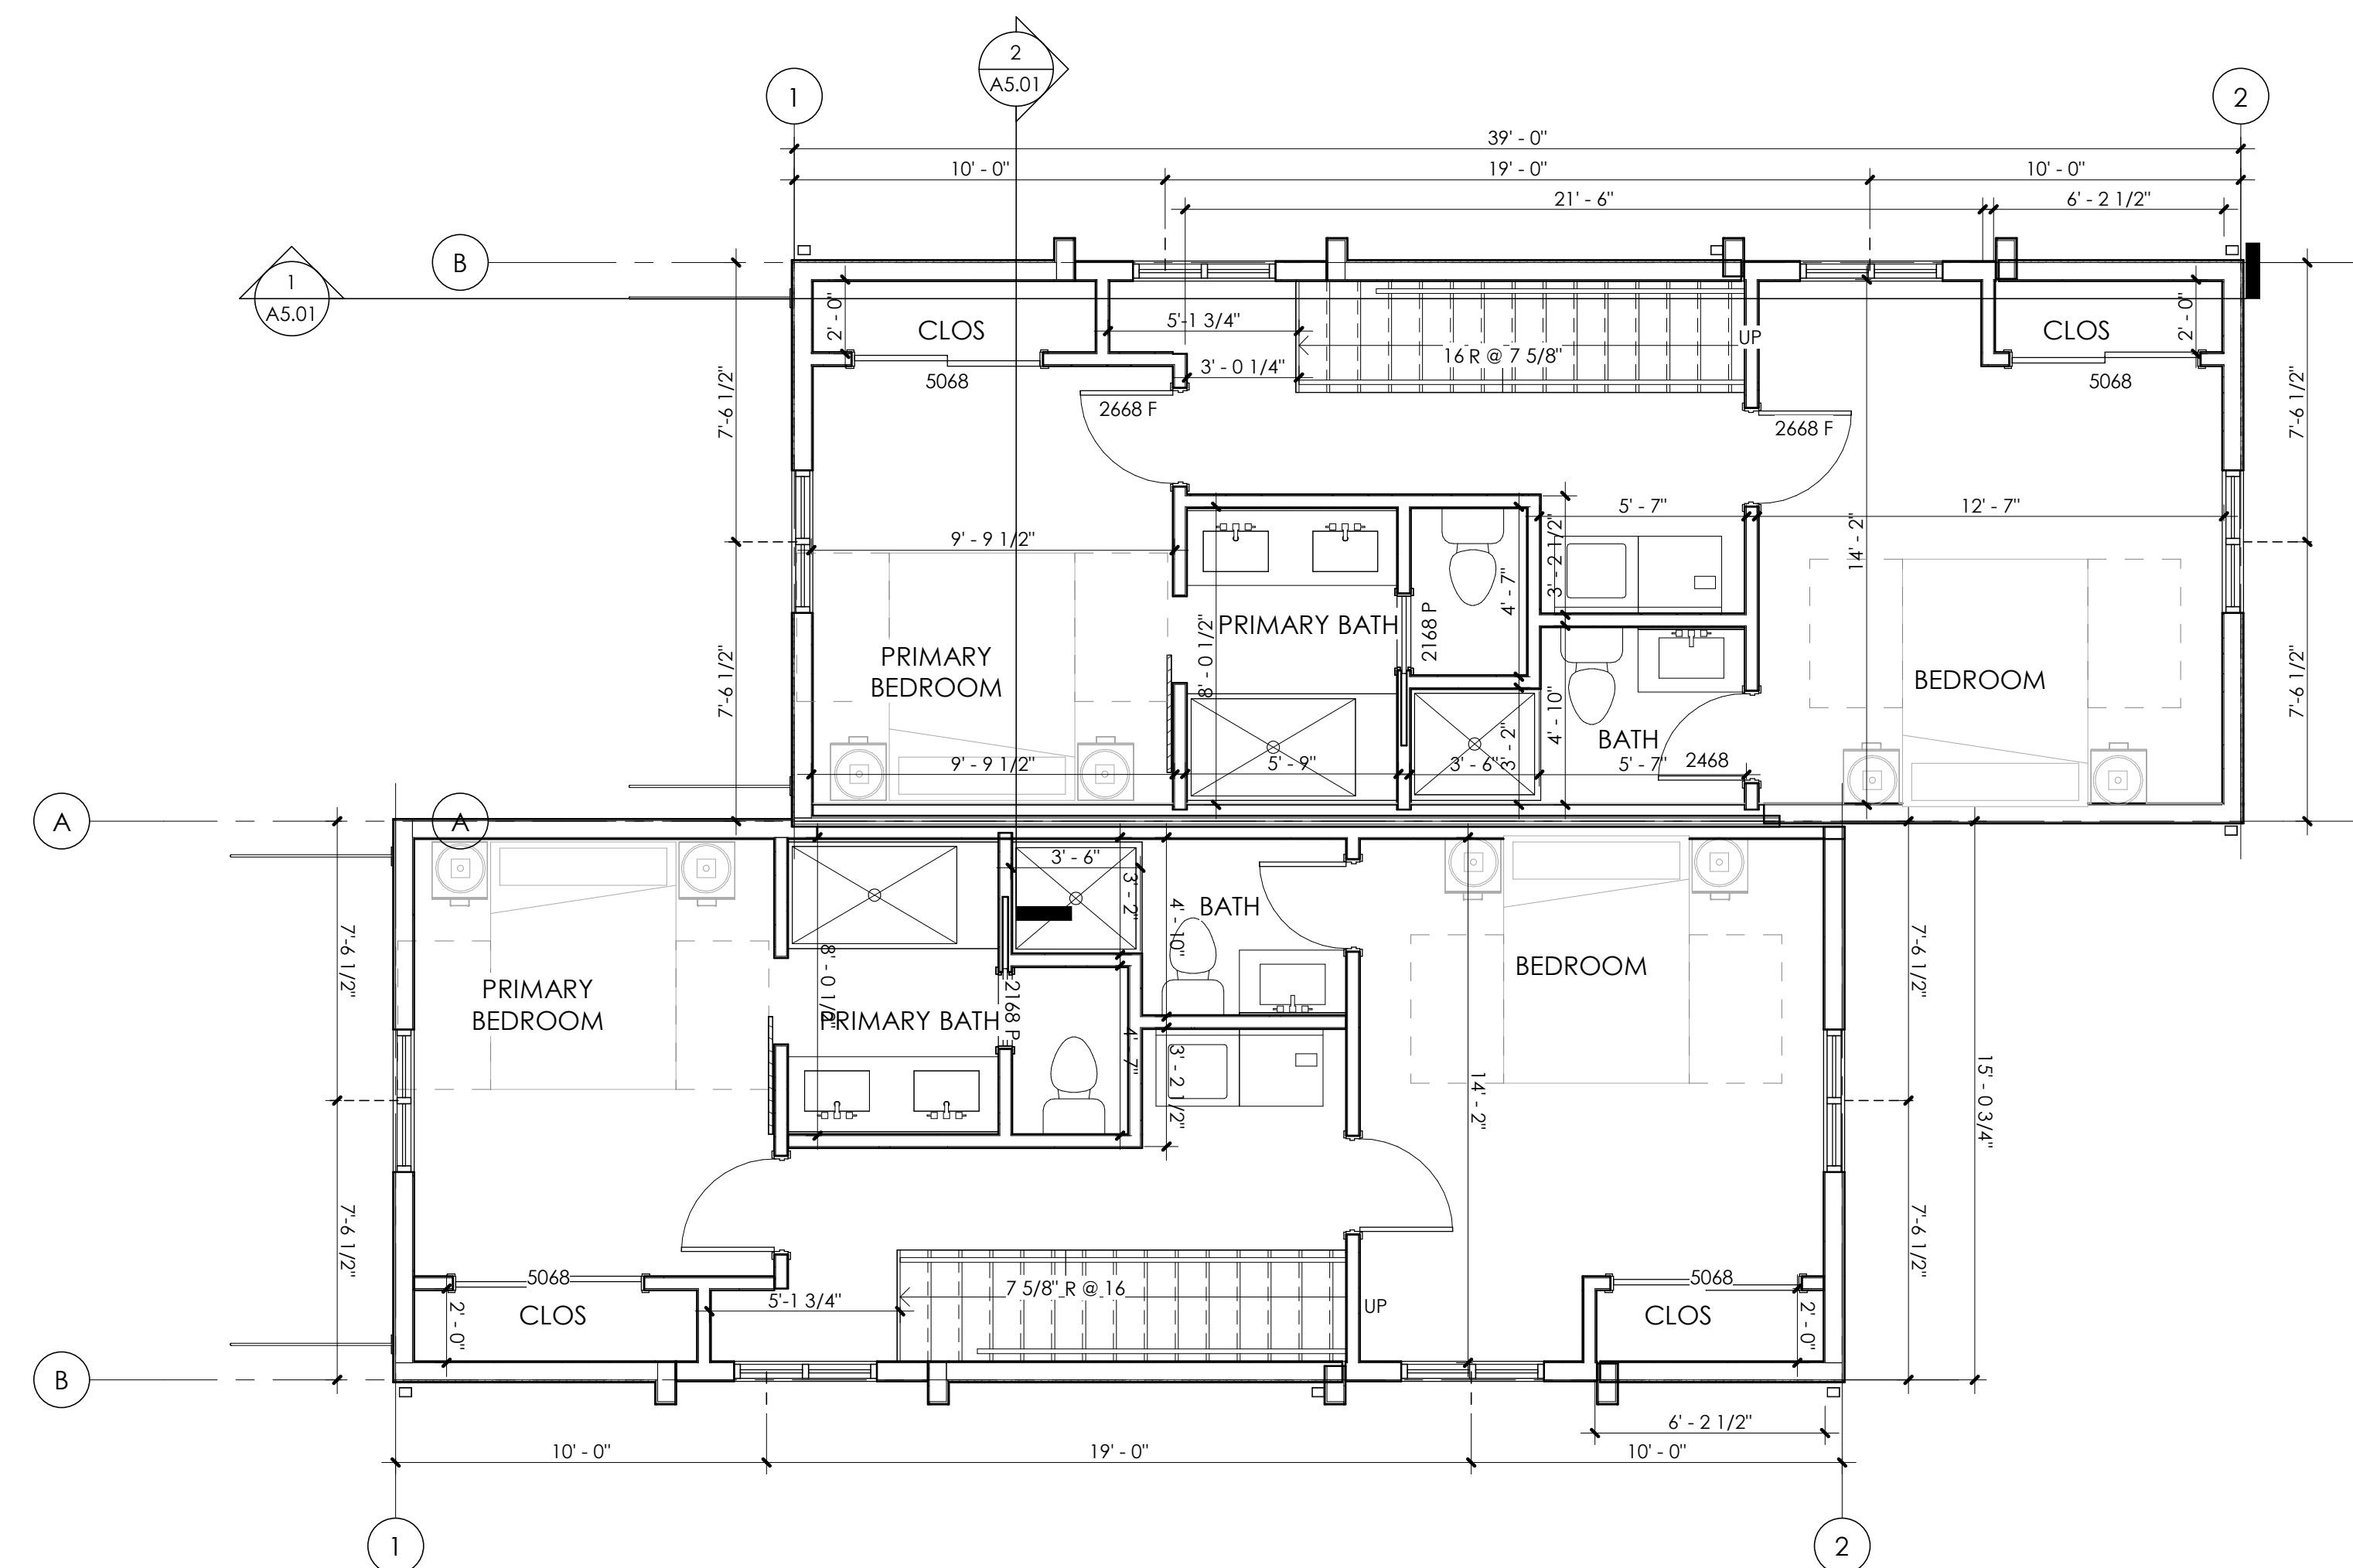 2
A5.01
1
2
39' - 0"
10' - 0"
19' - 0"
10' - 0"
21' - 6"
6' - 2 1/2"
B
1
A5.01
2' - 0"
CLOS
5'-1 3/4"
UP
CLOS
2' - 0"
16 R @ 7 5/8"
3' - 0 1/4"
5068
5068
7'-6 1/2"
2668 F
2668 F
7'-6 1/2"
9' - 9 1/2"
5' - 7"
12' - 7"
3' - 2 1/2"
14' - 2"
4' - 7"
PRIMARY BATH
2168 P
8' - 0 1/2"
PRIMARY
BEDROOM
7'-6 1/2"
BEDROOM
7'-6 1/2"
4' - 10"
BATH
3' - 2"
9' - 9 1/2"
5' - 9"
3' - 6"
5' - 7"
2468
A
A
3' - 6"
3' - 2"
4' - 10"
BATH
7'-6 1/2"
8' - 0 1/2"
BEDROOM
7'-6 1/2"
PRIMARY
BEDROOM
PRIMARY BATH
2168 P
4' - 7"
3' - 2 1/2"
14' - 2"
15' - 0 3/4"
7'-6 1/2"
7'-6 1/2"
5068
5068
7 5/8" R @ 16
5'-1 3/4"
UP
CLOS
2' - 0"
CLOS
2' - 0"
B
6' - 2 1/2"
10' - 0"
19' - 0"
10' - 0"
1
2